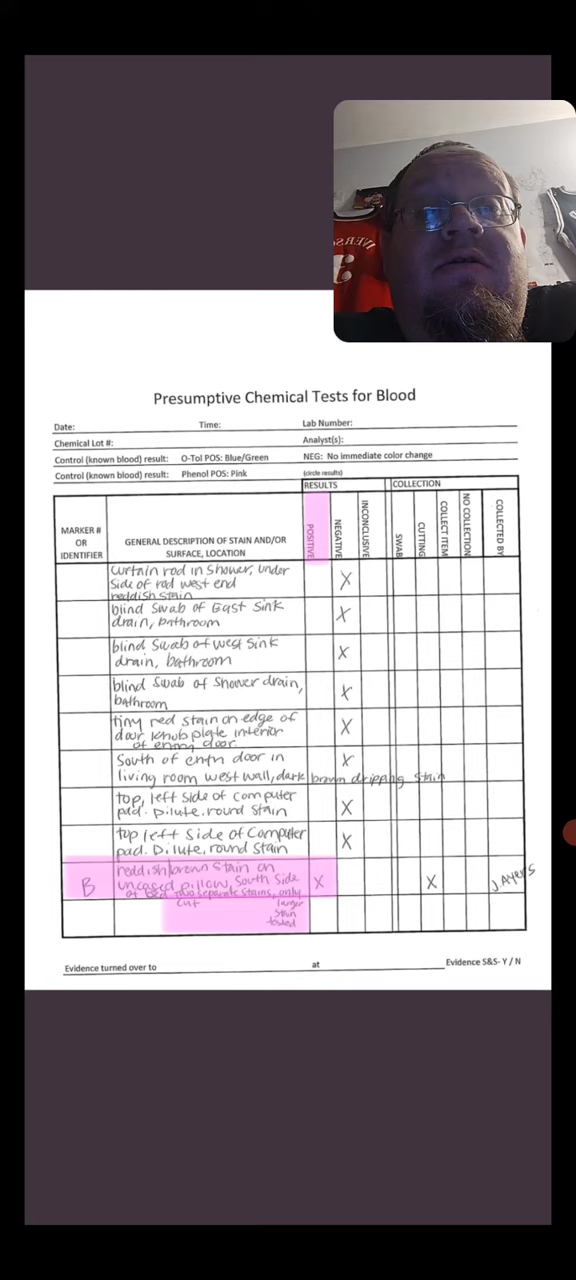 IVERSON
3
Presumptive Chemical Tests for Blood
Date: Time: Lab Number:
Chemical Lot #: Analyst(s):
Control (known blood) result: O-Tol POS: Blue/Green NEG: No immediate color change
Control (known blood) result: Phenol POS: Pink (circle results)
RESULTS COLLECTION
MARKER # OR IDENTIFIER GENERAL DESCRIPTION OF STAIN AND/OR SURFACE, LOCATION POSITIVE NEGATIVE INCONCLUSIVE SWAB CUTTING COLLECT ITEM NO COLLECTION COLLECTED BY
curtain rod in shower, under
side of rod west end X
reddish stain
blind swab of East sink
drain, bathroom X
blind swab of west sink
drain, bathroom X
blind swab of shower drain,
bathroom X
tiny red stain on edge of
door knob plate interior X
of entry door
South of entry door in X
living room west wall, dark brown dripping stain
top, left side of computer
pad. Dilute, round stain X
top left side of Computer
pad. Dilute, round stain X
reddish/brown stain on
B uncased pillow, South Side X X J. Ayers
of bed two separate stains, only
cut larger
stain
tested
Evidence turned over to at Evidence S&S- Y / N